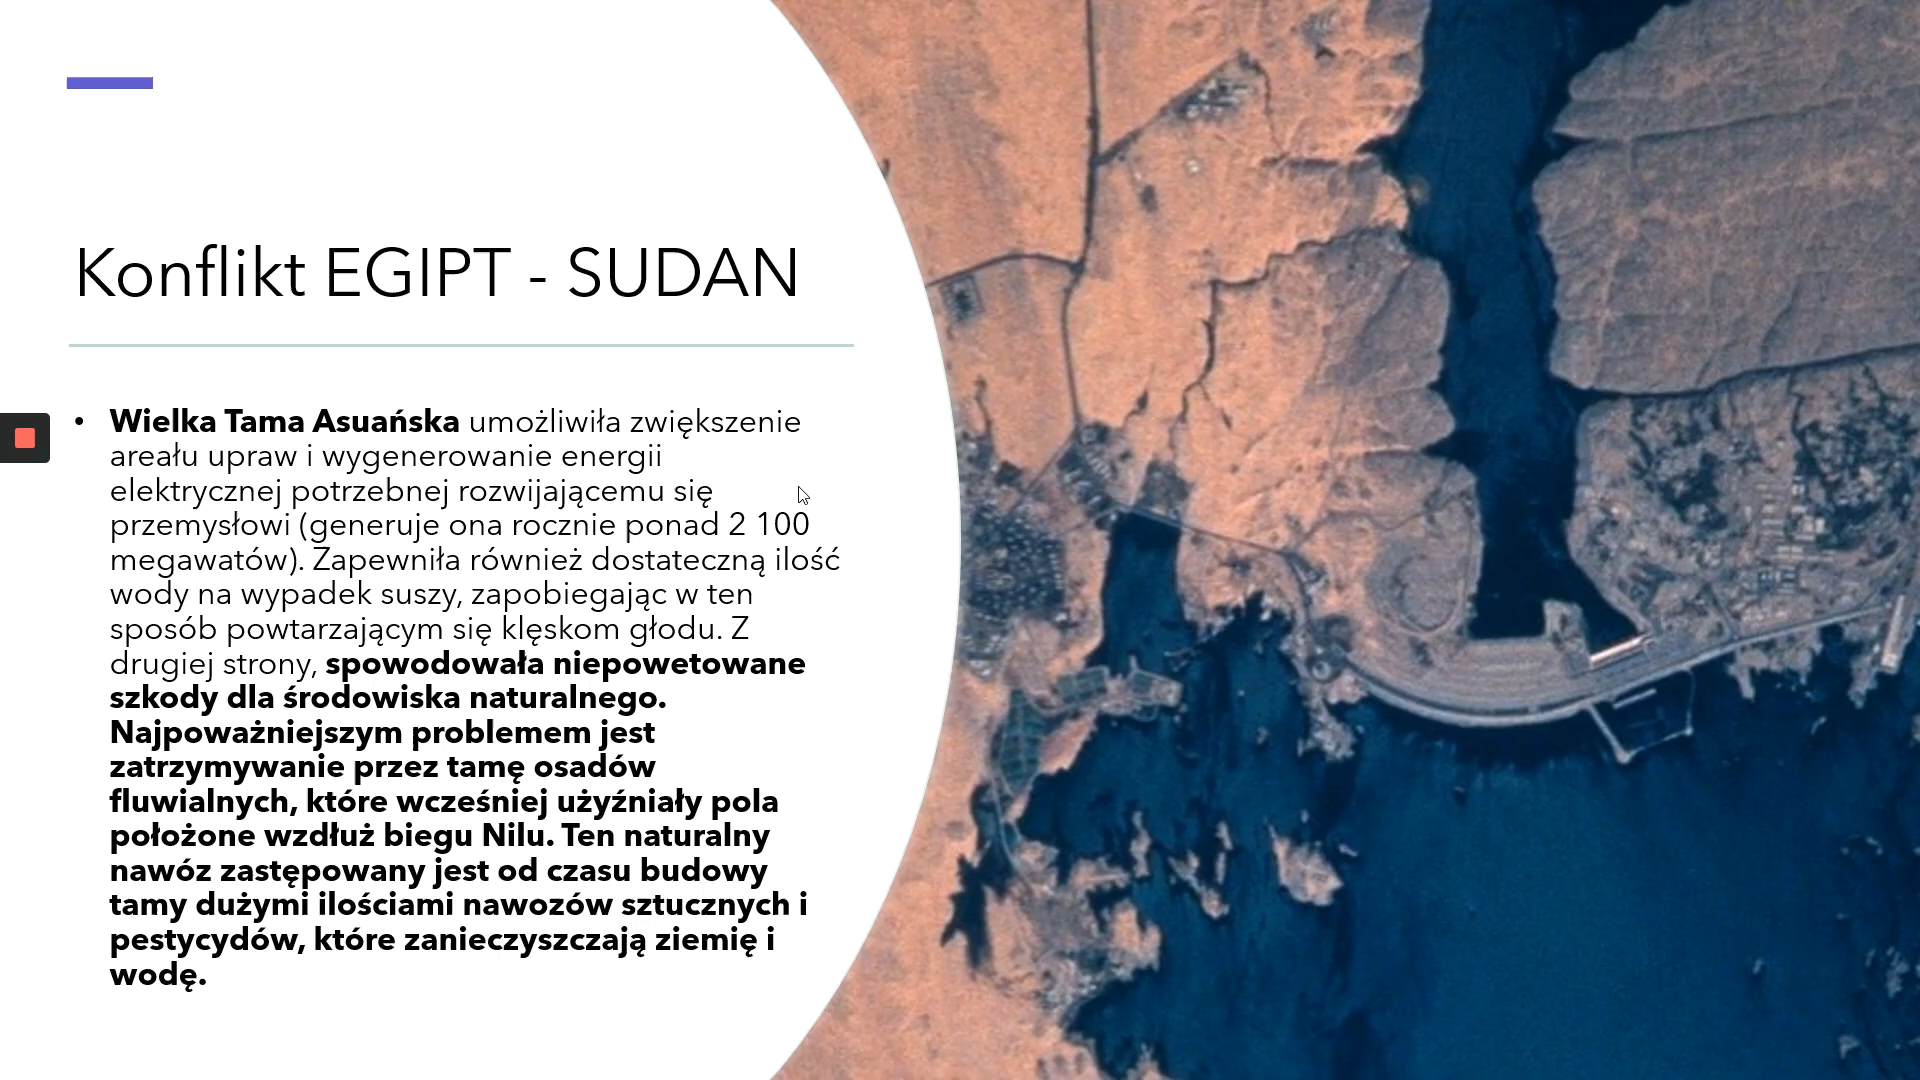 Konflikt EGIPT - SUDAN
• Wielka Tama Asuańska umożliwiła zwiększenie
areału upraw i wygenerowanie energii
elektrycznej potrzebnej rozwijającemu się
przemysłowi (generuje ona rocznie ponad 2 100
megawatów). Zapewniła również dostateczną ilość
wody na wypadek suszy, zapobiegając w ten
sposób powtarzającym się klęskom głodu. Z
drugiej strony, spowodowała niepowetowane
szkody dla środowiska naturalnego.
Najpoważniejszym problemem jest
zatrzymywanie przez tamę osadów
fluwialnych, które wcześniej użyźniały pola
położone wzdłuż biegu Nilu. Ten naturalny
nawóz zastępowany jest od czasu budowy
tamy dużymi ilościami nawozów sztucznych i
pestycydów, które zanieczyszczają ziemię i
wodę.